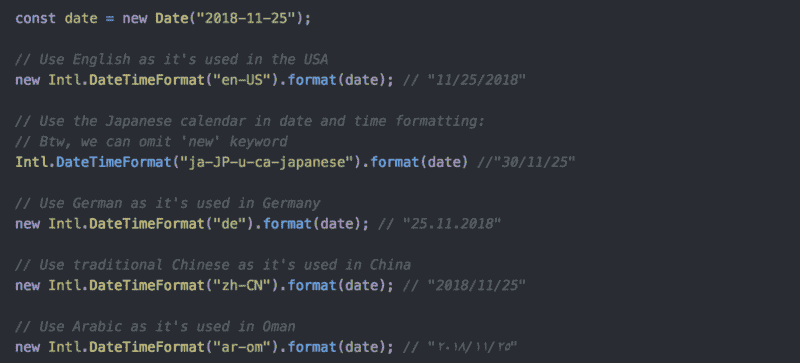 const date = new Date("2018-11-25");
// Use English as it's used in the USA
new Intl.DateTimeFormat("en-US").format(date); // "11/25/2018"
// Use the Japanese calendar in date and time formatting:
// Btw, we can omit 'new' keyword
Intl.DateTimeFormat("ja-JP-u-ca-japanese").format(date) //"30/11/25"
// Use German as it's used in Germany
new Intl.DateTimeFormat("de").format(date); // "25.11.2018"
// Use traditional Chinese as it's used in China
new Intl.DateTimeFormat("zh-CN").format(date); // "2018/11/25"
// Use Arabic as it's used in Oman
new Intl.DateTimeFormat("ar-om").format(date); // "٢٠١٨/١١/٢٥"